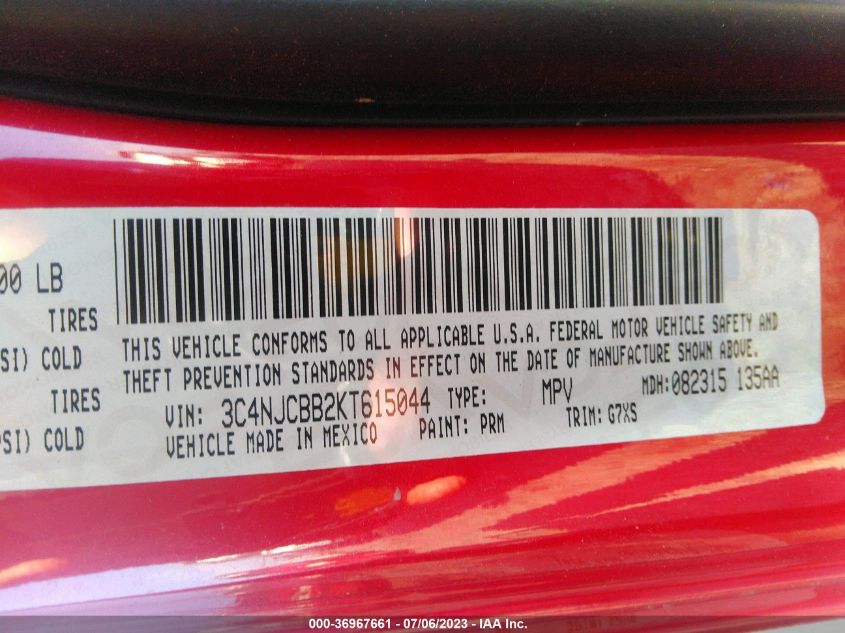 00 LB
TIRES
SI) COLD
TIRES
PSI) COLD
THIS VEHICLE CONFORMS TO ALL APPLICABLE U.S.A. FEDERAL MOTOR VEHICLE SAFETY AND
THEFT PREVENTION STANDARDS IN EFFECT ON THE DATE OF MANUFACTURE SHOWN ABOVE.
VIN: 3C4NJCBB2KT615044 TYPE: MPV MDH:082315 135AA
VEHICLE MADE IN MEXICO PAINT: PRM TRIM: G7XS
000-36967661 - 07/06/2023 - IAA Inc.